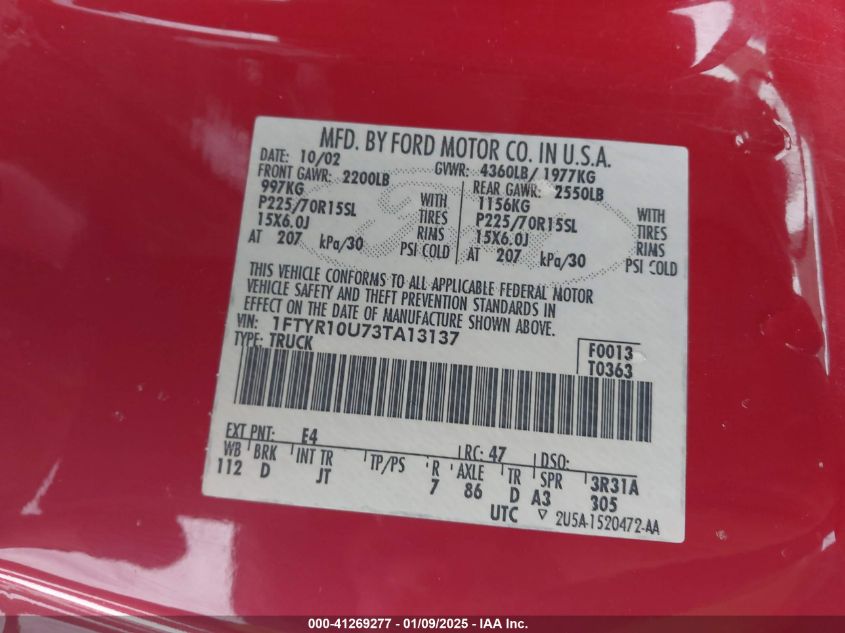 MFD. BY FORD MOTOR CO. IN U.S.A.
DATE: 10/02 GVWR: 4360LB/ 1977KG
FRONT GAWR: 2200LB REAR GAWR: 2550LB
997KG WITH 1156KG WITH
P225/70R15SL TIRES P225/70R15SL TIRES
15X6.0J RIMS 15X6.0J RIMS
AT 207 kPa/30 PSI COLD AT 207 kPa/30 PSI COLD
THIS VEHICLE CONFORMS TO ALL APPLICABLE FEDERAL MOTOR
VEHICLE SAFETY AND THEFT PREVENTION STANDARDS IN
EFFECT ON THE DATE OF MANUFACTURE SHOWN ABOVE.
VIN: 1FTYR10U73TA13137
TYPE: TRUCK F0013
T0363
EXT PNT: E4 RC: 47 DSO:
WB BRK INT TR TP/PS R AXLE TR SPR 3R31A
112 D JT 7 86 D A3 305
UTC ▽ 2U5A-1520472-AA
000-41269277 - 01/09/2025 - IAAI.com